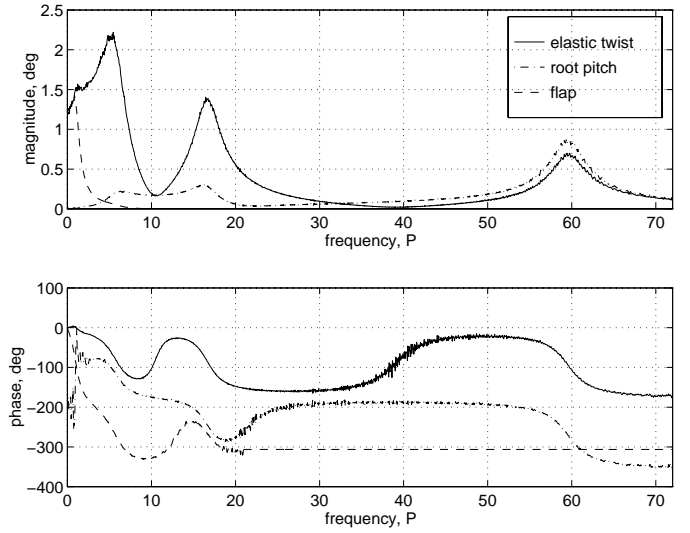 2.5
2
1.5
1
0.5
0
magnitude, deg
elastic twist
root pitch
flap
0 10 20 30 40 50 60 70
frequency, P
100
0
−100
−200
−300
−400
phase, deg
0 10 20 30 40 50 60 70
frequency, P